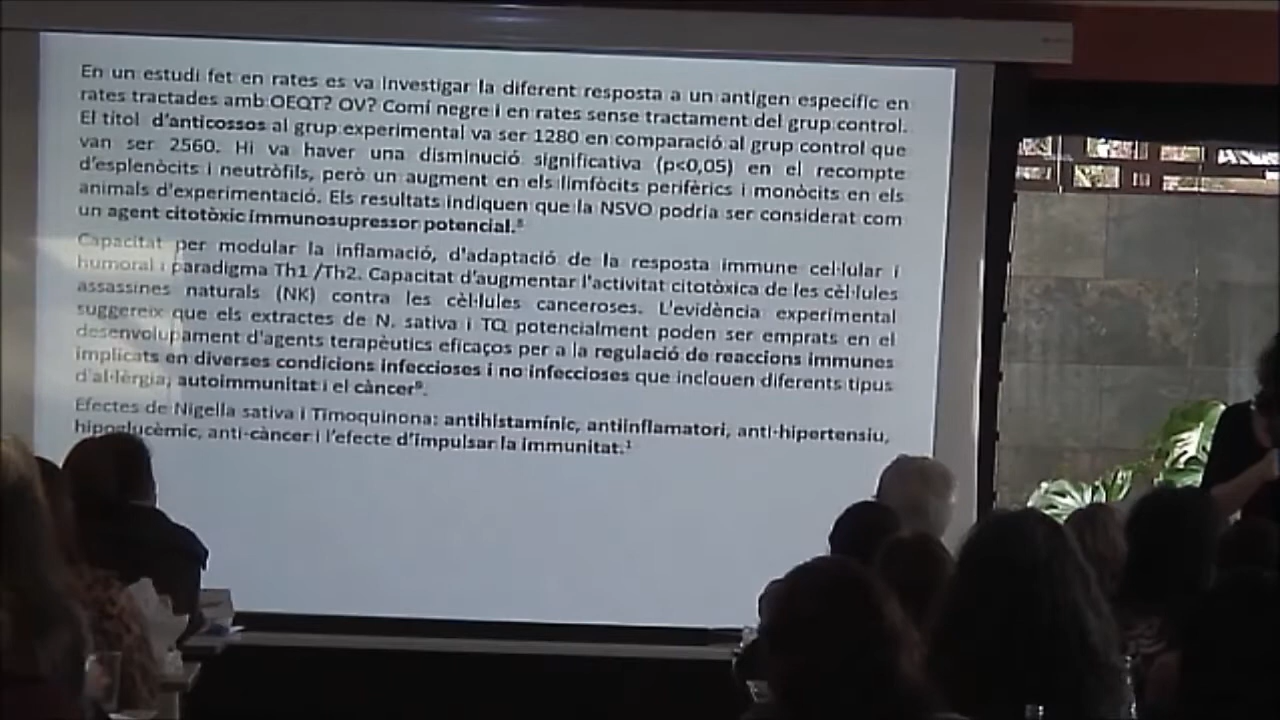 En un estudi fet en rates es va investigar la diferent resposta a un antigen específic en
rates tractades amb OEQT? OV? Comí negre i en rates sense tractament del grup control.
El títol d'anticossos al grup experimental va ser 1280 en comparació al grup control que
van ser 2560. Hi va haver una disminució significativa (p<0,05) en el recompte
d'esplenòcits i neutròfils, però un augment en els limfòcits perifèrics i monòcits en els
animals d'experimentació. Els resultats indiquen que la NSVO podria ser considerat com
un agent citotòxic immunosupressor potencial.⁸
Capacitat per modular la inflamació, d'adaptació de la resposta immune cel·lular i
humoral i paradigma Th1 /Th2. Capacitat d'augmentar l'activitat citotòxica de les cèl·lules
assassines naturals (NK) contra les cèl·lules canceroses. L'evidència experimental
suggereix que els extractes de N. sativa i TQ potencialment poden ser emprats en el
desenvolupament d'agents terapèutics eficaços per a la regulació de reaccions immunes
implicats en diverses condicions infeccioses i no infeccioses que inclouen diferents tipus
d'al·lèrgia, autoimmunitat i el càncer⁹.
Efectes de Nigella sativa i Timoquinona: antihistamínic, antiinflamatori, anti-hipertensiu,
hipoglucèmic, anti-càncer i l'efecte d'impulsar la immunitat.¹